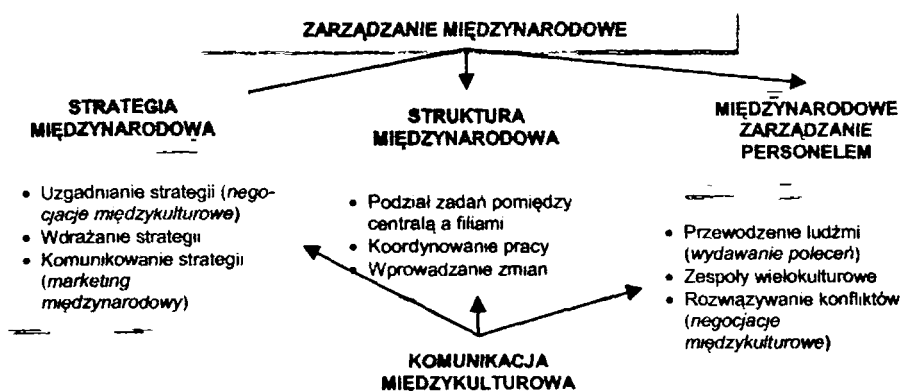 ZARZĄDZANIE MIĘDZYNARODOWE
STRATEGIA
MIĘDZYNARODOWA
• Uzgadnianie strategii (nego-
cjacje międzykulturowe)
• Wdrażanie strategii
• Komunikowanie strategii
(marketing
międzynarodowy)
STRUKTURA
MIĘDZYNARODOWA
• Podział zadań pomiędzy
centralą a filiami
• Koordynowanie pracy
• Wprowadzanie zmian
MIĘDZYNARODOWE
ZARZĄDZANIE
PERSONELEM
• Przewodzenie ludźmi
(wydawanie poleceń)
• Zespoły wielokulturowe
• Rozwiązywanie konfliktów
(negocjacje
międzykulturowe)
KOMUNIKACJA
MIĘDZYKULTUROWA